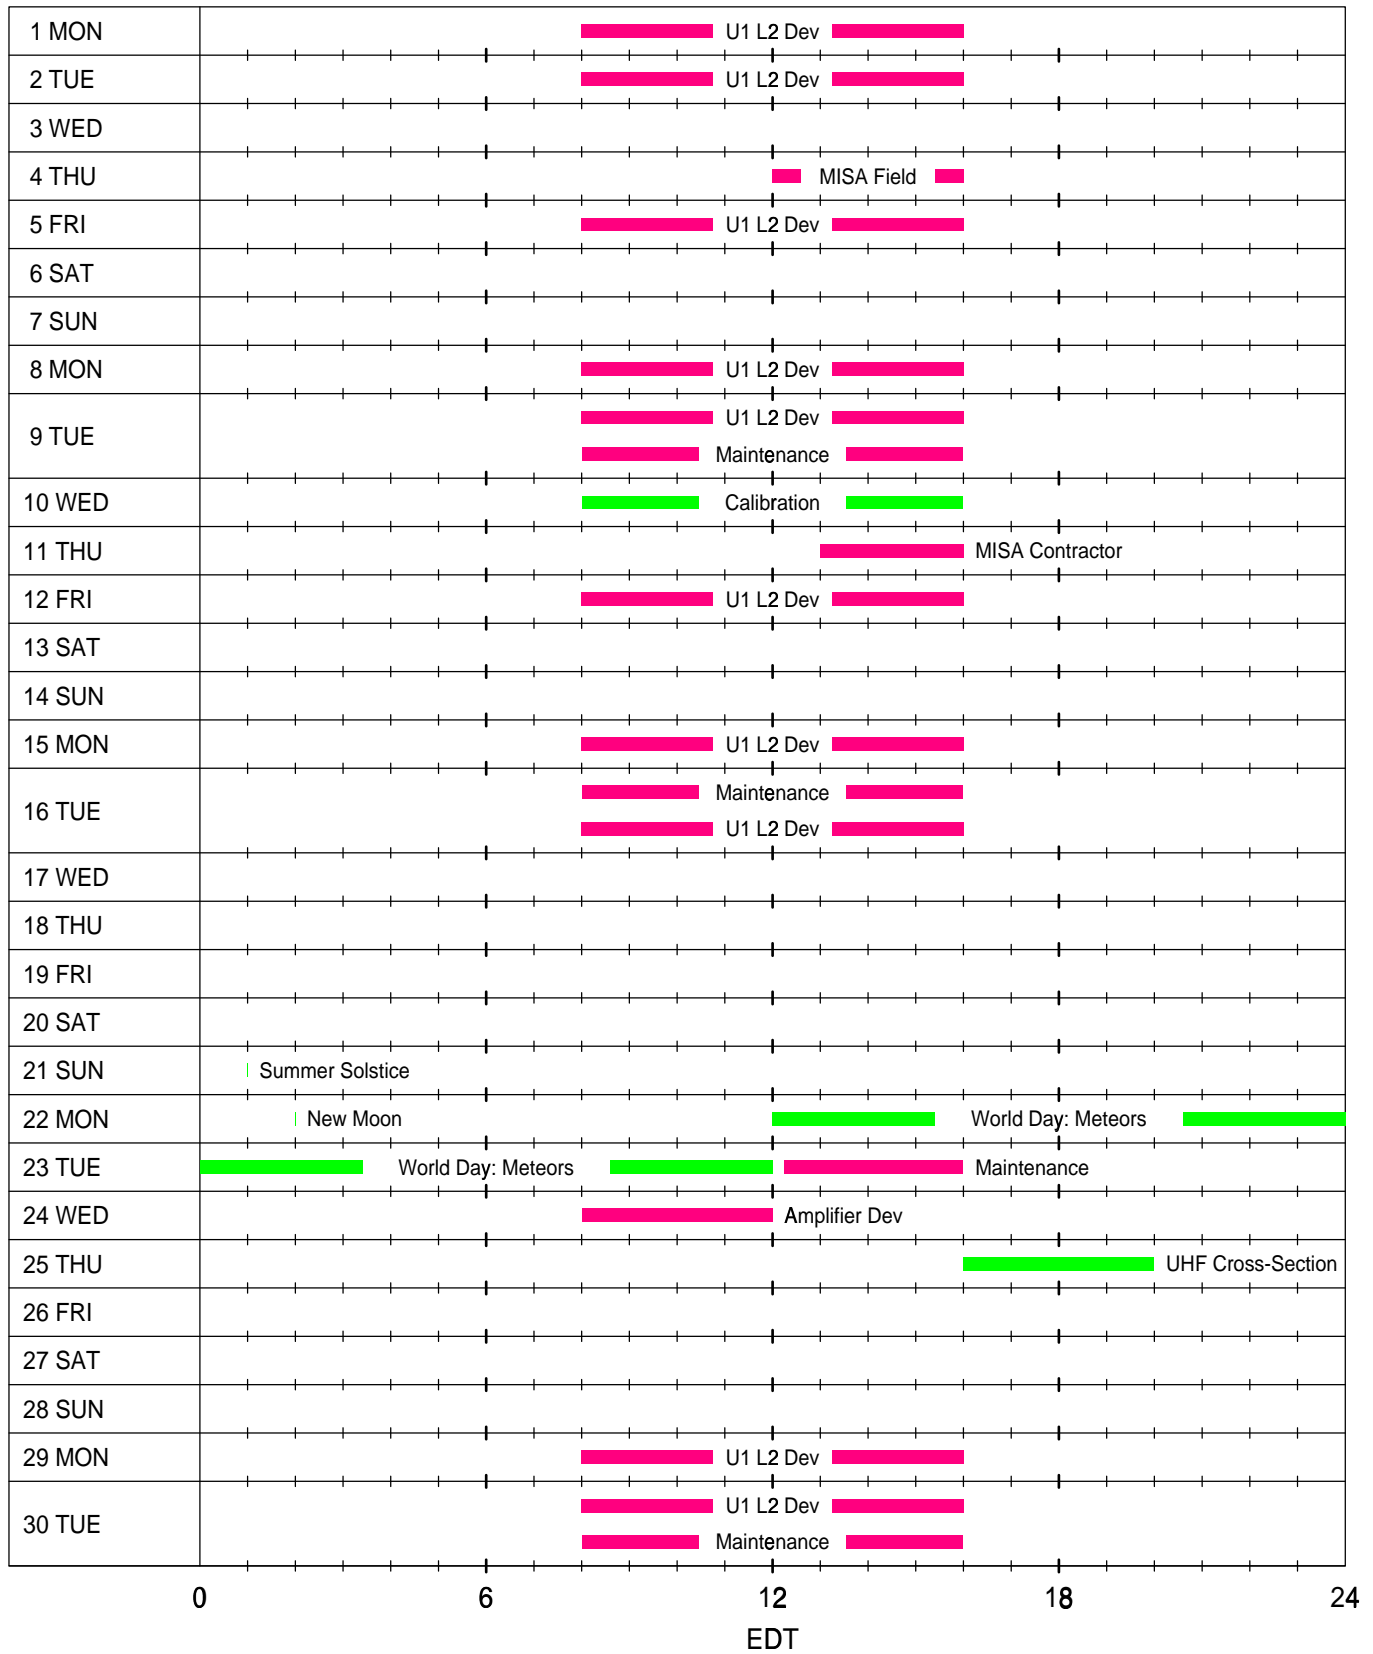 1 MON U1 L2 Dev
2 TUE U1 L2 Dev
3 WED
4 THU MISA Field
5 FRI U1 L2 Dev
6 SAT
7 SUN
8 MON U1 L2 Dev
9 TUE U1 L2 Dev
Maintenance
10 WED Calibration
11 THU MISA Contractor
12 FRI U1 L2 Dev
13 SAT
14 SUN
15 MON U1 L2 Dev
16 TUE Maintenance
U1 L2 Dev
17 WED
18 THU
19 FRI
20 SAT
21 SUN Summer Solstice
22 MON New Moon World Day: Meteors
23 TUE World Day: Meteors Maintenance
24 WED Amplifier Dev
25 THU UHF Cross-Section
26 FRI
27 SAT
28 SUN
29 MON U1 L2 Dev
30 TUE U1 L2 Dev
Maintenance
0 6 12 18 24
EDT